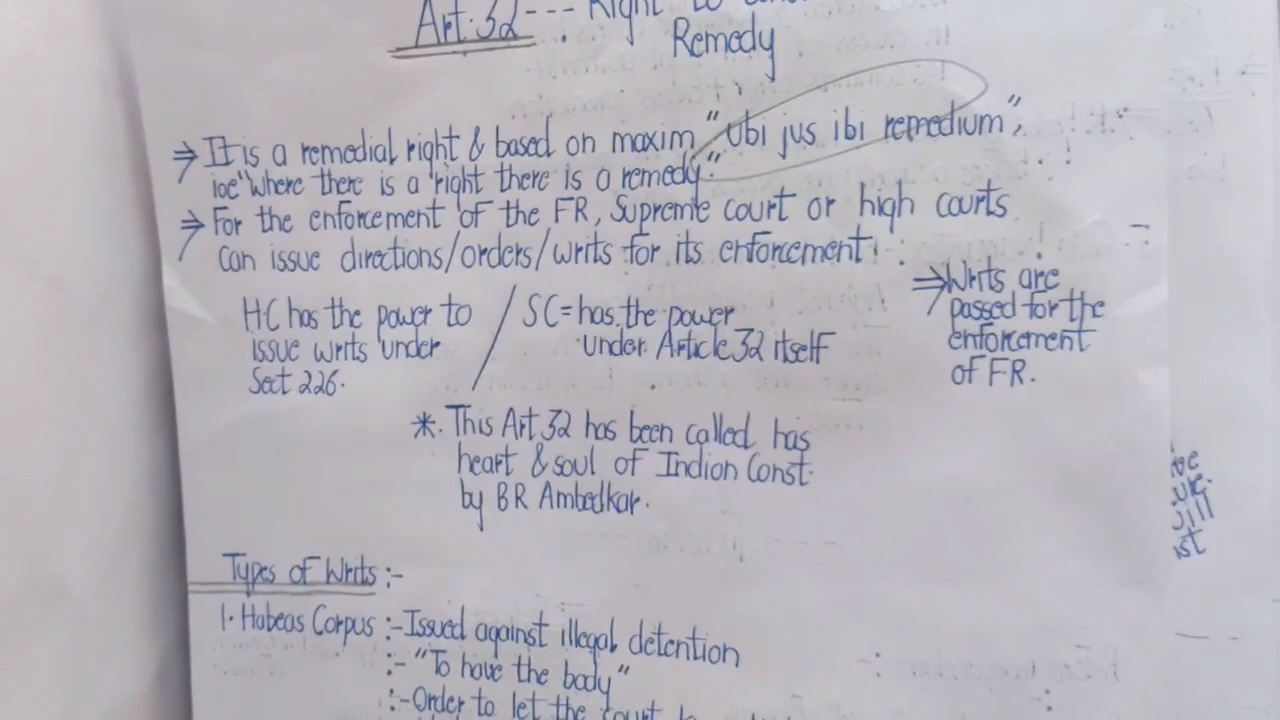 Art. 32 --- Right to
Remedy
⇒ It is a remedial right & based on maxim "Ubi jus ibi remedium",
ioe "where there is a right there is a remedy."
⇒ For the enforcement of the FR, Supreme court or high courts
can issue directions/orders/writs for its enforcement.
HC has the power to
issue writs under
Sect 226.
/ SC = has the power
under Article 32 itself
⇒ Writs are
passed for the
enforcement
of FR.
*. This Art 32 has been called has
heart & soul of Indian Const.
by BR Ambedkar.
Types of Writs :-
1. Habeas Corpus :- Issued against illegal detention
:- "To have the body"
:- Order to let the court